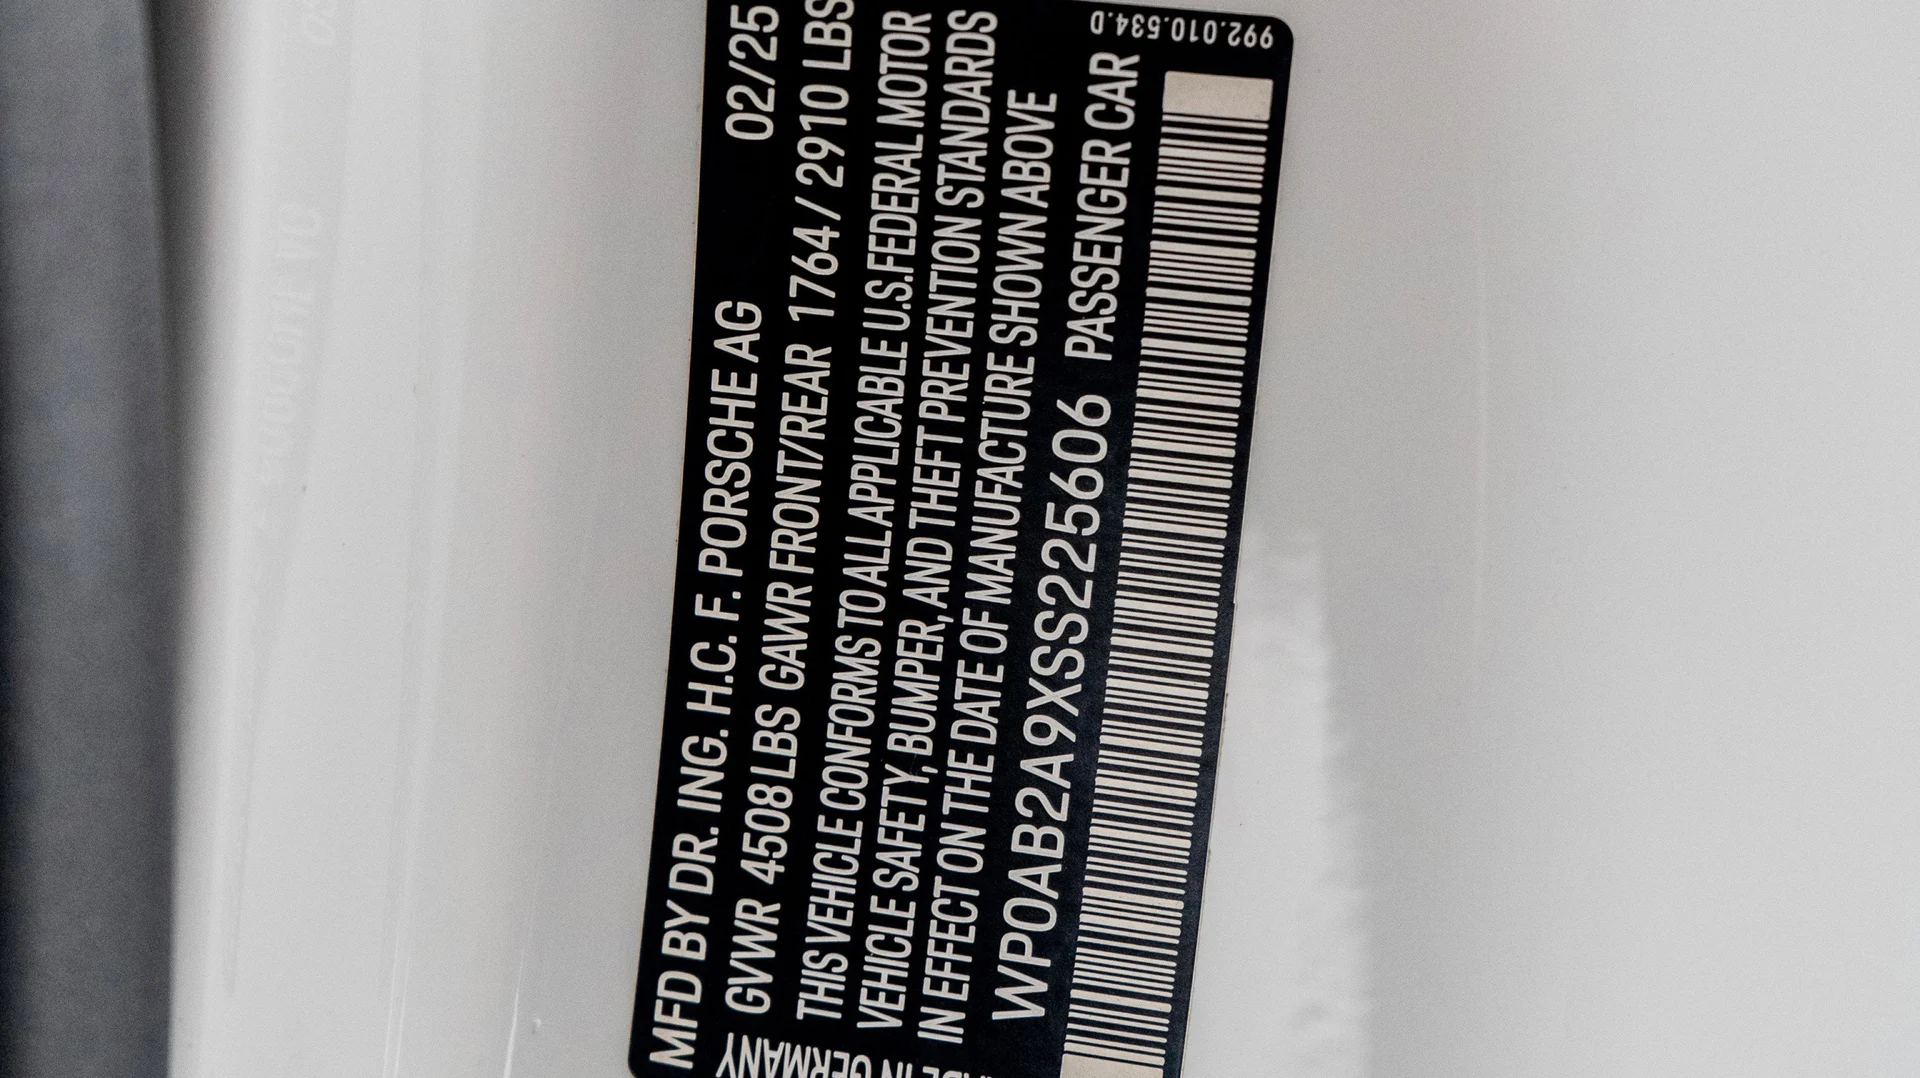 MFD BY DR. ING. H.C. F. PORSCHE AG 02/25
GVWR 4508 LBS GAWR FRONT/REAR 1764 / 2910 LBS
THIS VEHICLE CONFORMS TO ALL APPLICABLE U.S. FEDERAL MOTOR
VEHICLE SAFETY, BUMPER, AND THEFT PREVENTION STANDARDS
IN EFFECT ON THE DATE OF MANUFACTURE SHOWN ABOVE
WP0AB2A9XSS225606 PASSENGER CAR
992.010.534.D
IN GERMANY